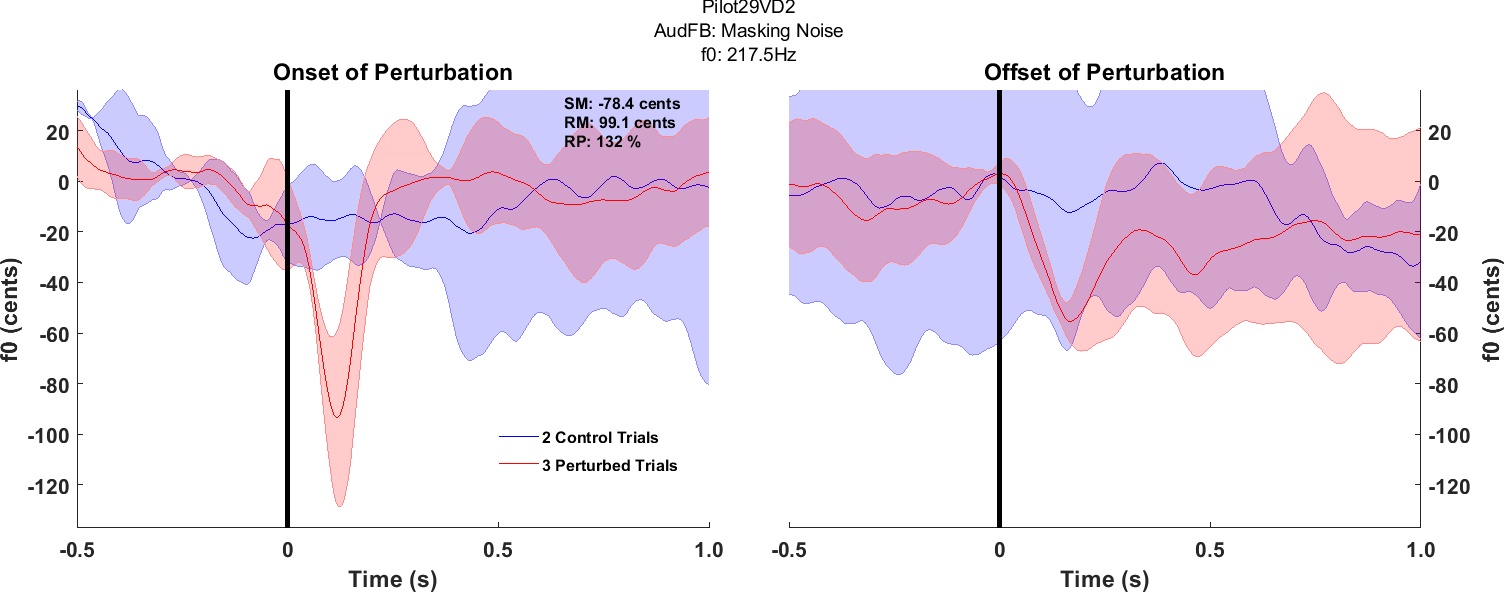 Pilot29VD2
AudFB: Masking Noise
f0: 217.5Hz
Onset of Perturbation
SM: -78.4 cents
RM: 99.1 cents
RP: 132 %
20
0
-20
-40
-60
-80
-100
-120
f0 (cents)
2 Control Trials
3 Perturbed Trials
-0.5
0
0.5
1.0
Time (s)
Offset of Perturbation
20
0
-20
-40
-60
-80
-100
-120
f0 (cents)
-0.5
0
0.5
1.0
Time (s)